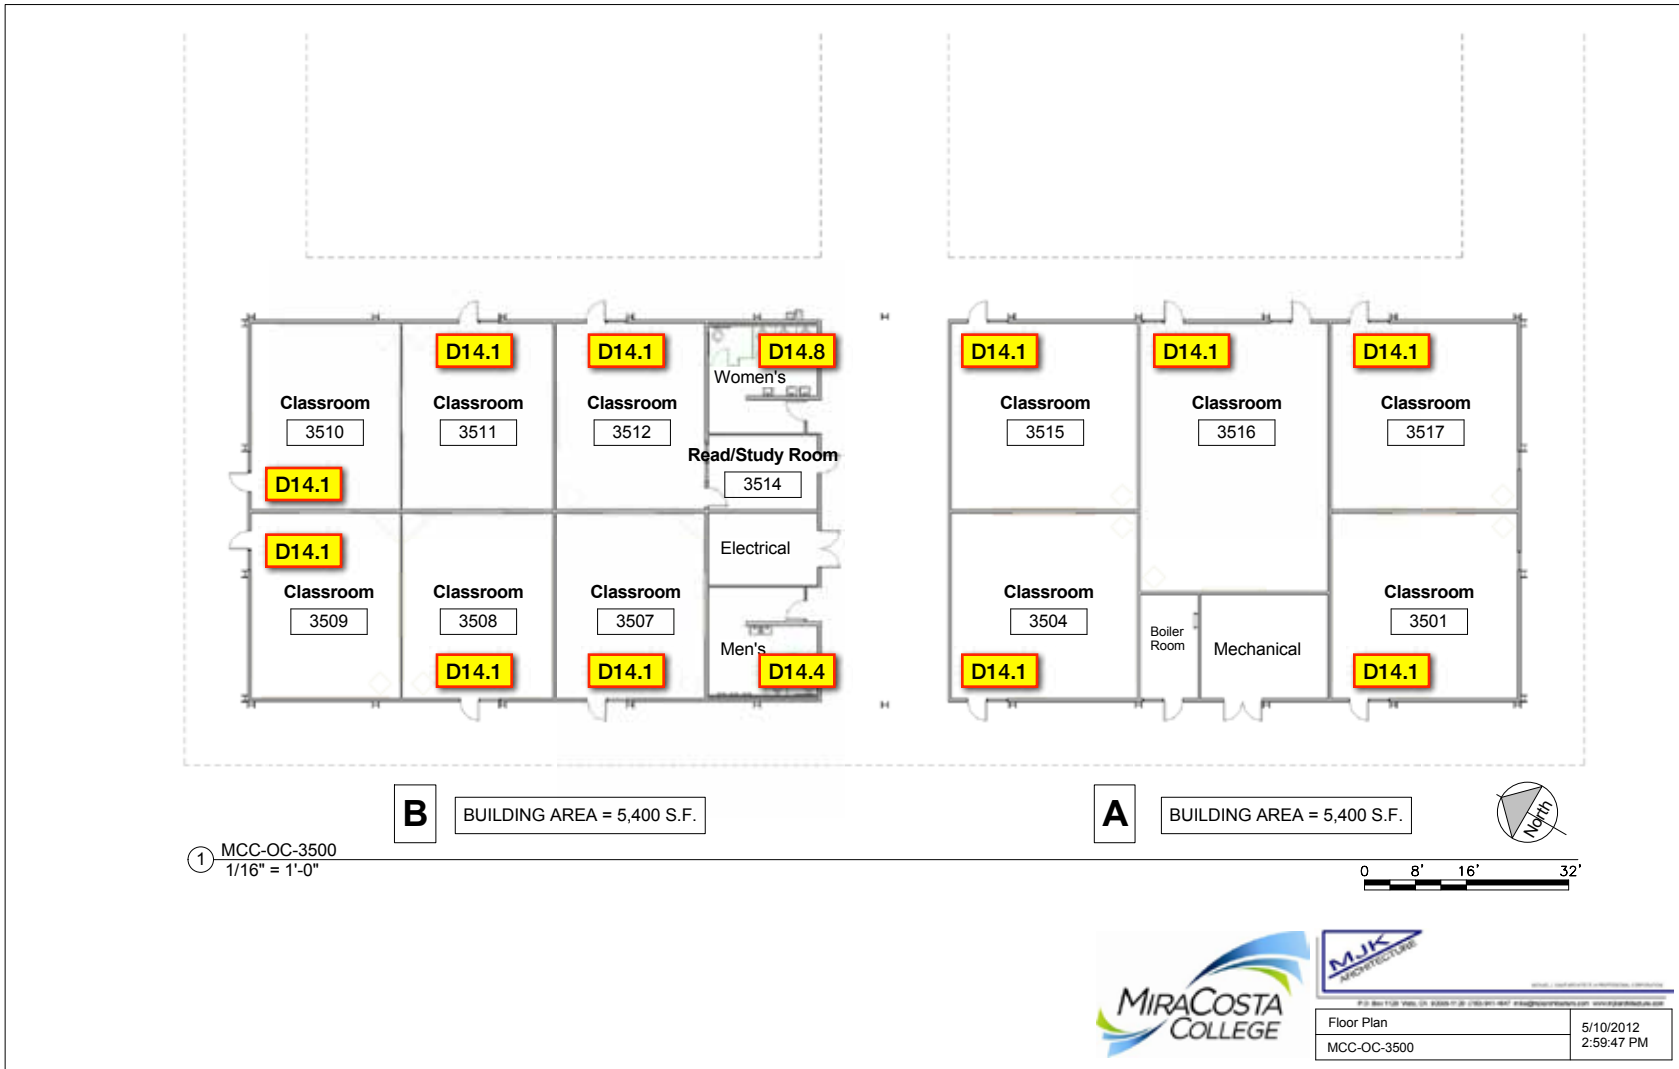 D14.1
D14.1
D14.8
Women's
Classroom
3510
Classroom
3511
Classroom
3512
Read/Study Room
3514
D14.1
D14.1
Electrical
Classroom
3509
Classroom
3508
Classroom
3507
Men's
D14.1
D14.1
D14.4
D14.1
D14.1
D14.1
Classroom
3515
Classroom
3516
Classroom
3517
Classroom
3504
Boiler
Room
Mechanical
Classroom
3501
D14.1
D14.1
B
BUILDING AREA = 5,400 S.F.
A
BUILDING AREA = 5,400 S.F.
North
1
MCC-OC-3500
1/16" = 1'-0"
0 8' 16' 32'
MIRACOSTA
COLLEGE
MJK
ARCHITECTURE
Floor Plan
MCC-OC-3500
5/10/2012
2:59:47 PM